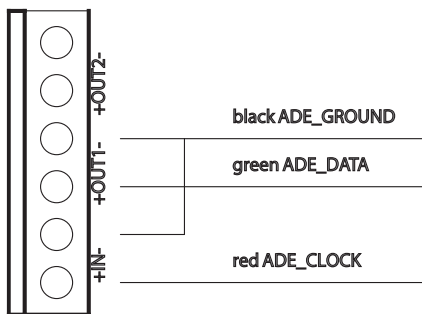 +OUT2-
black ADE_GROUND
+OUT1-
green ADE_DATA
+IN-
red ADE_CLOCK